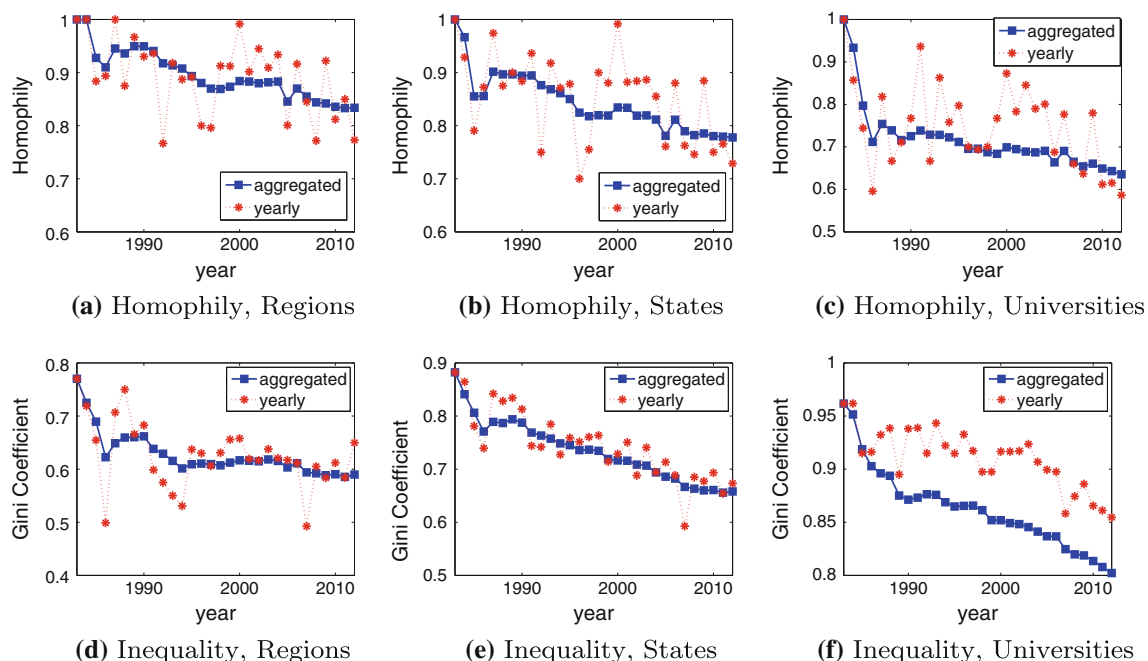 1
0.9
0.8
0.7
0.6
Homophily
aggregated
yearly
1990
2000
2010
year
(a) Homophily, Regions
1
0.9
0.8
0.7
0.6
Homophily
aggregated
yearly
1990
2000
2010
year
(b) Homophily, States
1
0.9
0.8
0.7
0.6
0.5
Homophily
aggregated
yearly
1990
2000
2010
year
(c) Homophily, Universities
0.8
0.7
0.6
0.5
0.4
Gini Coefficient
aggregated
yearly
1990
2000
2010
year
(d) Inequality, Regions
0.9
0.8
0.7
0.6
0.5
Gini Coefficient
aggregated
yearly
1990
2000
2010
year
(e) Inequality, States
1
0.95
0.9
0.85
0.8
Gini Coefficient
aggregated
yearly
1990
2000
2010
year
(f) Inequality, Universities